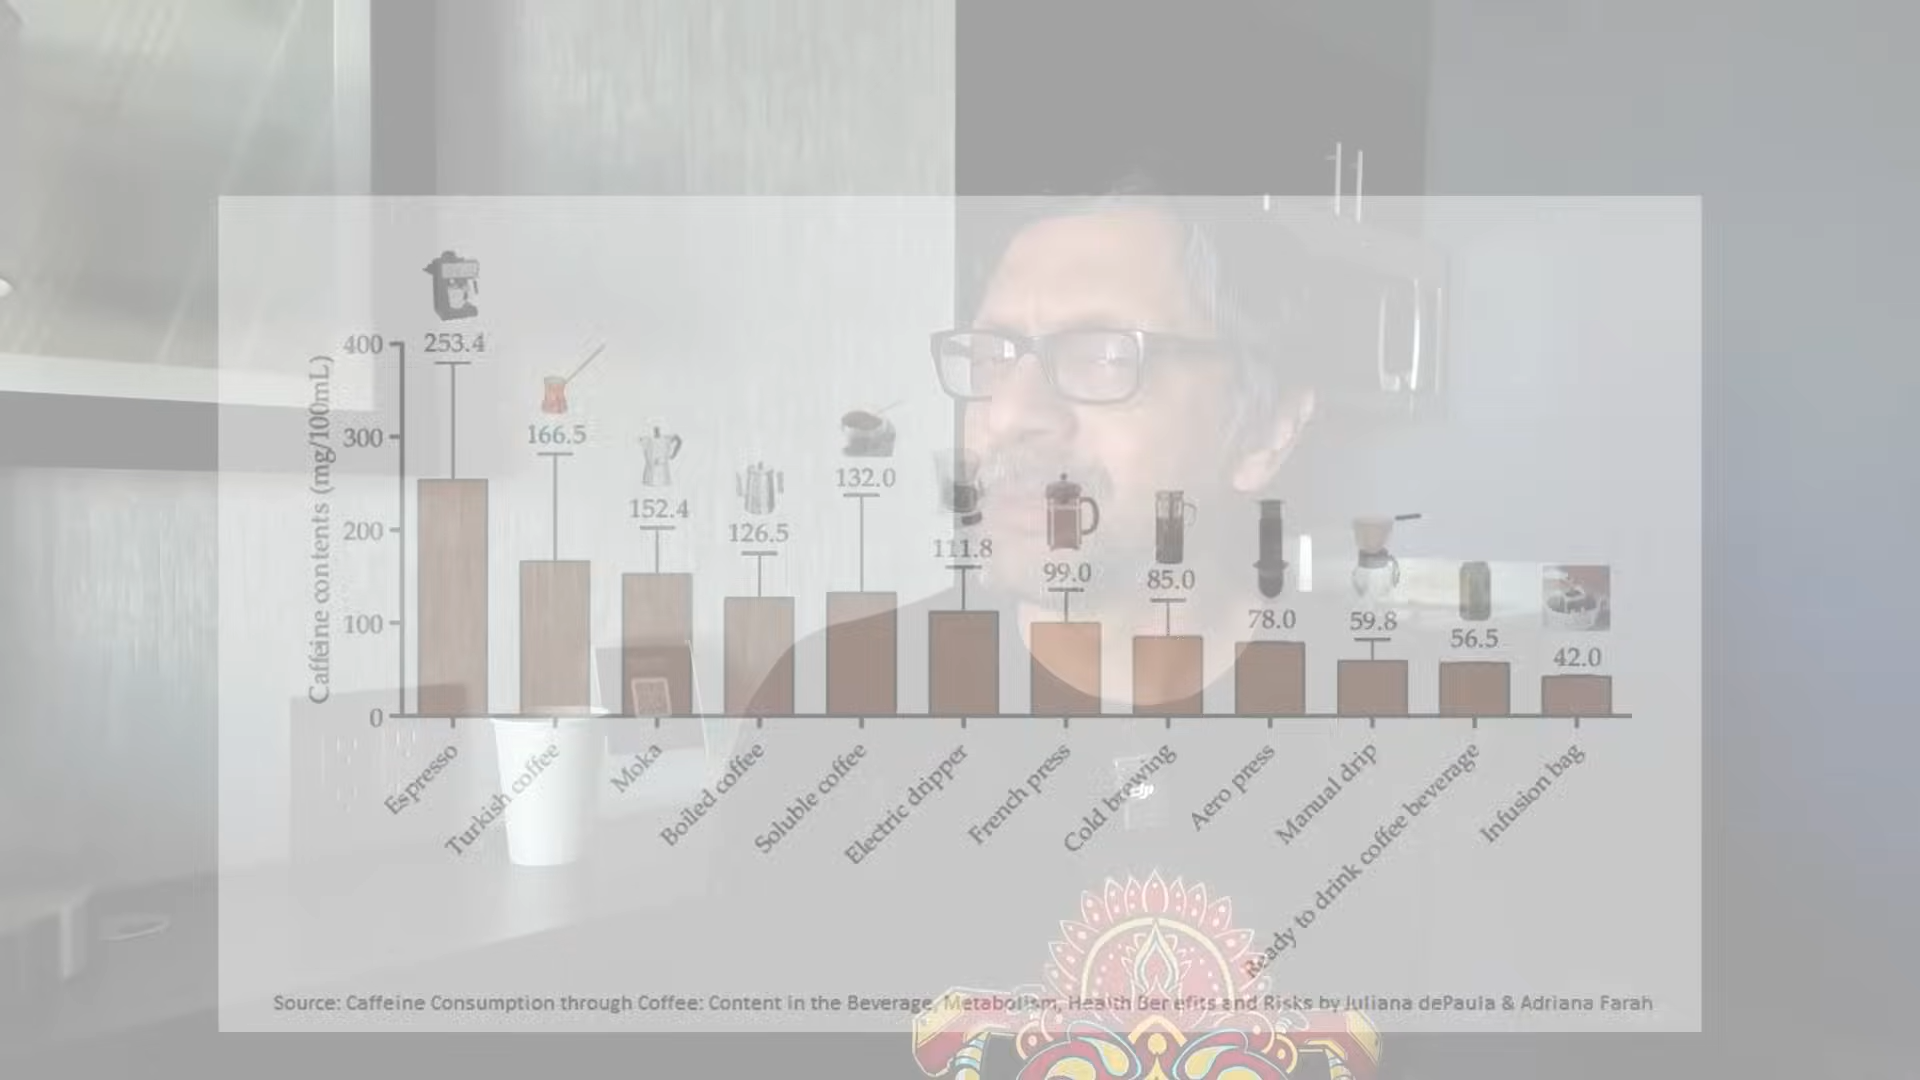 253.4
166.5
152.4
126.5
132.0
111.8
99.0
85.0
78.0
59.8
56.5
42.0
Caffeine contents (mg/100mL)
400
300
200
100
0
Espresso
Turkish coffee
Moka
Boiled coffee
Soluble coffee
Electric dripper
French press
Cold brewing
Aero press
Manual drip
Ready to drink coffee beverage
Infusion bag
dji
Source: Caffeine Consumption through Coffee: Content in the Beverage, Metabolism, Health Benefits and Risks by Juliana dePaula & Adriana Farah